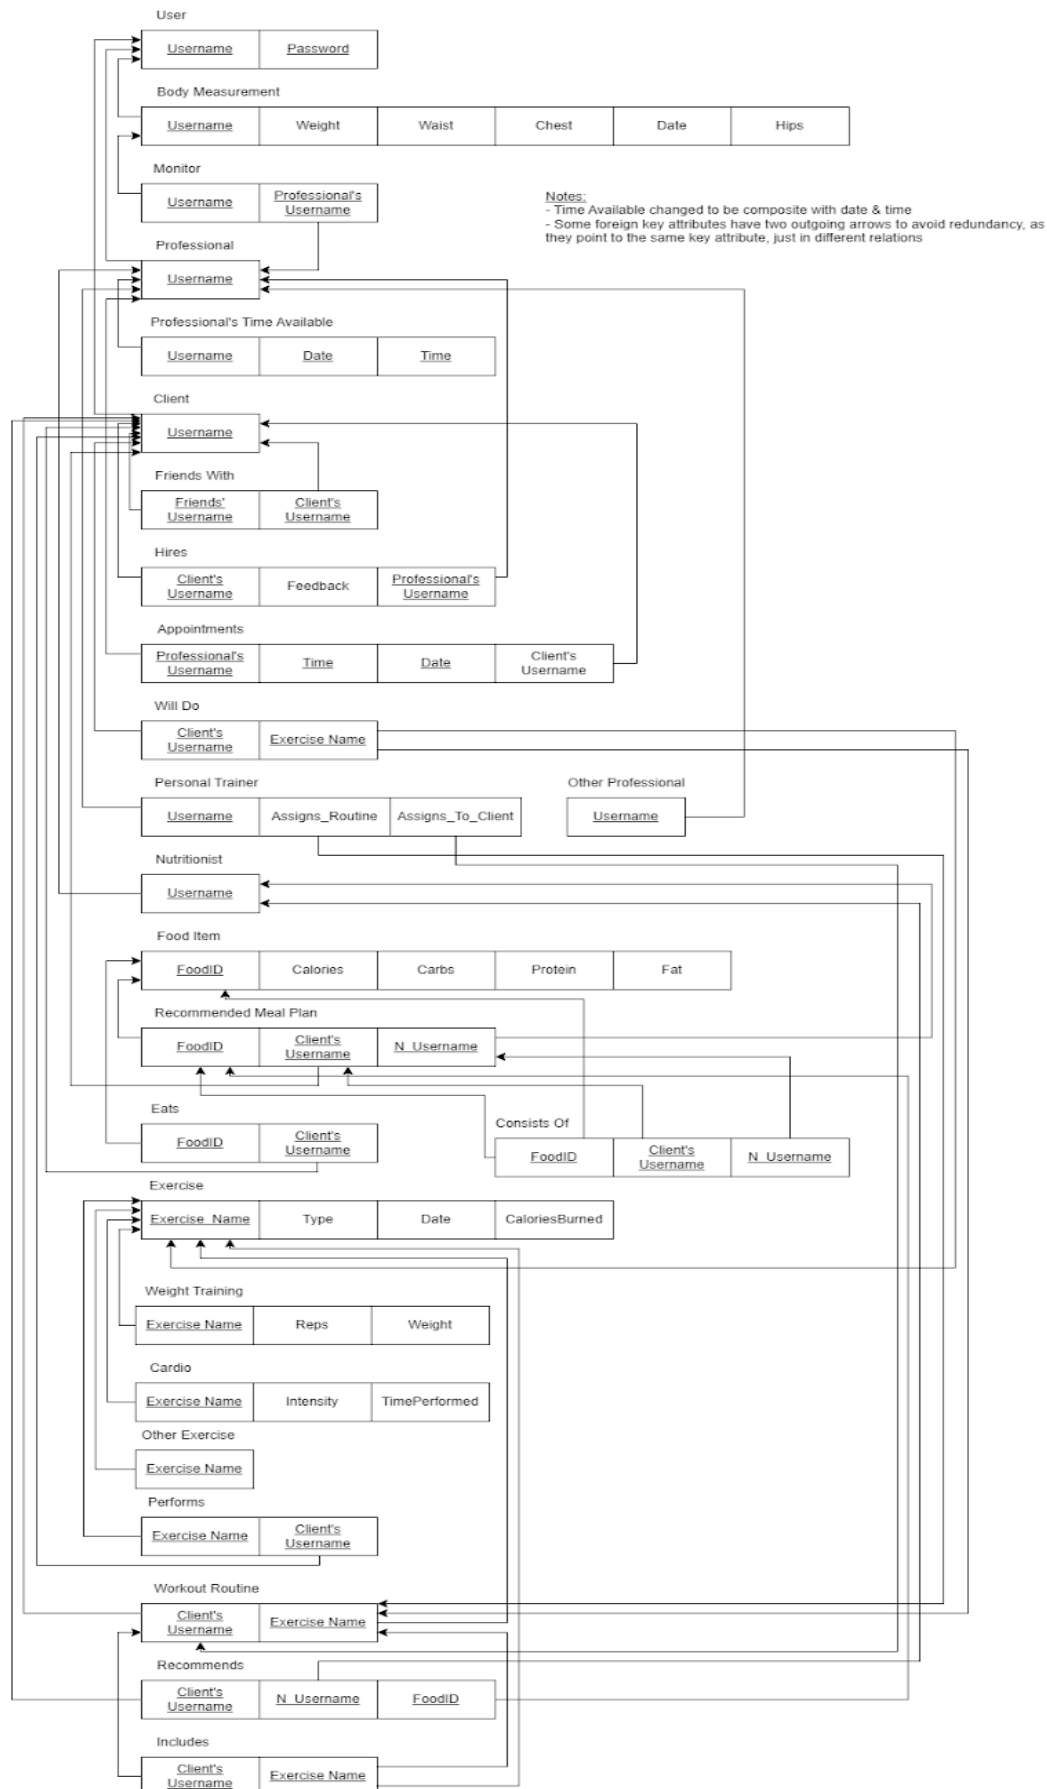 User
Username Password
Body Measurement
Username Weight Waist Chest Date Hips
Monitor
Username Professional's
Username
Notes:
- Time Available changed to be composite with date & time
- Some foreign key attributes have two outgoing arrows to avoid redundancy, as
they point to the same key attribute, just in different relations
Professional
Username
Professional's Time Available
Username Date Time
Client
Username
Friends With
Friends'
Username
Client's
Username
Hires
Client's
Username
Feedback
Professional's
Username
Appointments
Professional's
Username
Time
Date
Client's
Username
Will Do
Client's
Username
Exercise Name
Personal Trainer
Username Assigns_Routine Assigns_To_Client
Other Professional
Username
Nutritionist
Username
Food Item
FoodID Calories Carbs Protein Fat
Recommended Meal Plan
FoodID
Client's
Username
N_Username
Eats
FoodID
Client's
Username
Consists Of
FoodID
Client's
Username
N_Username
Exercise
Exercise_Name Type Date CaloriesBurned
Weight Training
Exercise Name Reps Weight
Cardio
Exercise Name Intensity TimePerformed
Other Exercise
Exercise Name
Performs
Exercise Name
Client's
Username
Workout Routine
Client's
Username
Exercise Name
Recommends
Client's
Username
N_Username
FoodID
Includes
Client's
Username
Exercise Name